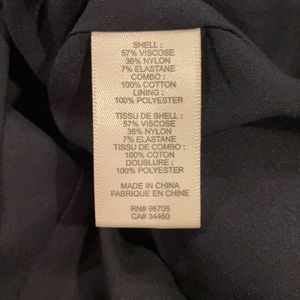 SHELL :
57% VISCOSE
36% NYLON
7% ELASTANE
COMBO :
100% COTTON
LINING :
100% POLYESTER
TISSU DE SHELL :
57% VISCOSE
36% NYLON
7% ELASTANE
TISSU DE COMBO :
100% COTON
DOUBLURE :
100% POLYESTER
MADE IN CHINA
FABRIQUE EN CHINE
RN# 96705
CA# 34460